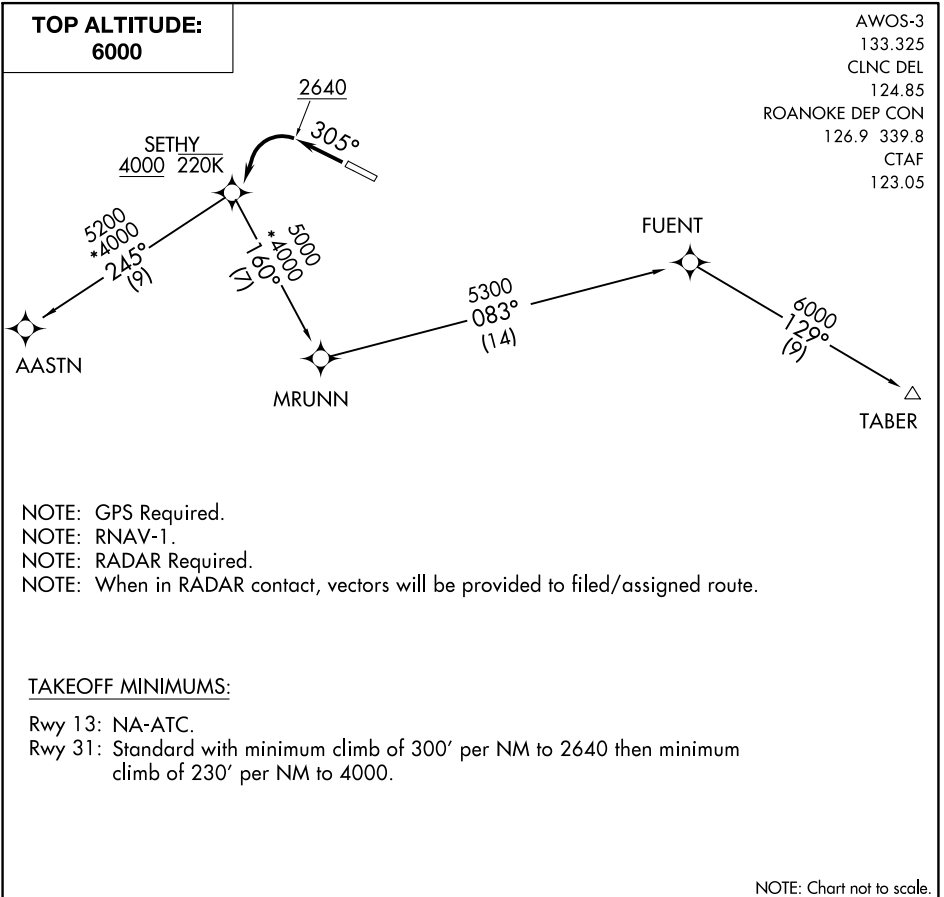 TOP ALTITUDE:
6000
AWOS-3
133.325
CLNC DEL
124.85
ROANOKE DEP CON
126.9 339.8
CTAF
123.05
2640
305°
SETHY
4000 220K
5200
*4000
245°
(9)
5000
*4000
160°
(7)
AASTN
MRUNN
5300
083°
(14)
FUENT
6000
129°
(9)
TABER
NOTE: GPS Required.
NOTE: RNAV-1.
NOTE: RADAR Required.
NOTE: When in RADAR contact, vectors will be provided to filed/assigned route.
TAKEOFF MINIMUMS:
Rwy 13: NA-ATC.
Rwy 31: Standard with minimum climb of 300' per NM to 2640 then minimum
climb of 230' per NM to 4000.
NOTE: Chart not to scale.